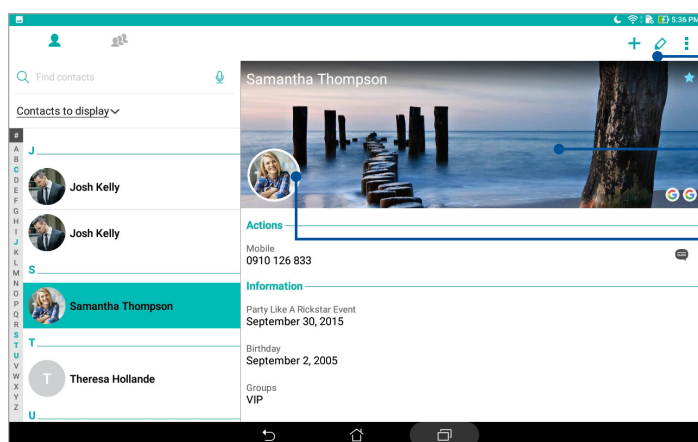 5:36 PM
Find contacts
Contacts to display
#
A
B
C
D
E
F
G
H
I
J
K
L
M
N
O
P
Q
R
S
T
U
V
W
X
Y
Z
J
Josh Kelly
Josh Kelly
S
Samantha Thompson
T
T
Theresa Hollande
U
Samantha Thompson
G G
Actions
Mobile
0910 126 833
Information
Party Like A Rickstar Event
September 30, 2015
Birthday
September 2, 2005
Groups
VIP